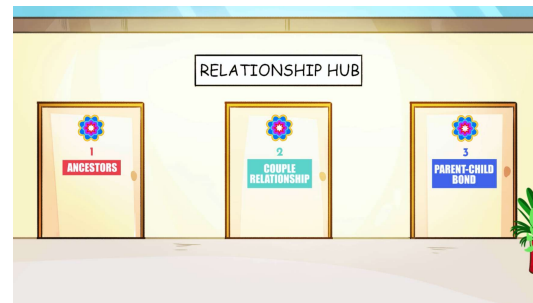 RELATIONSHIP HUB
1
ANCESTORS
2
COUPLE
RELATIONSHIP
3
PARENT-CHILD
BOND